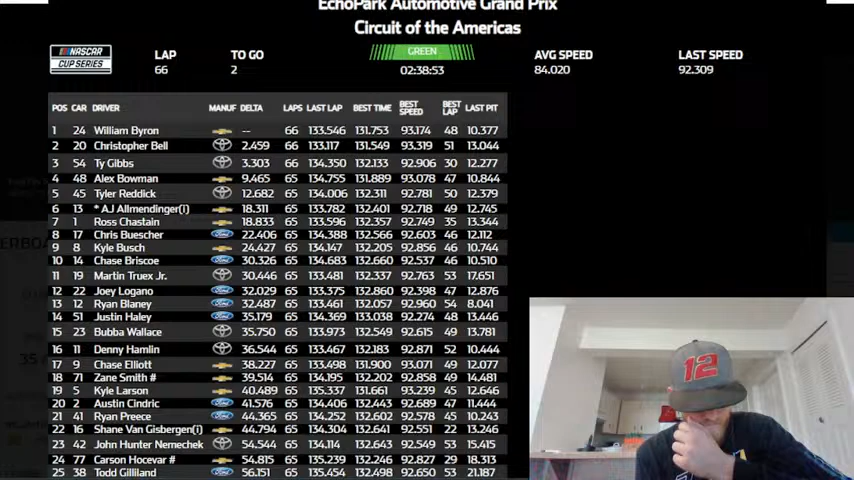 EchoPark Automotive Grand Prix
Circuit of the Americas
NASCAR
CUP SERIES
LAP TO GO GREEN AVG SPEED LAST SPEED
66 2 02:38:53 84.020 92.309
POS CAR DRIVER MANUF DELTA LAPS LAST LAP BEST TIME BEST SPEED BEST LAP LAST PIT
1 24 William Byron -- 66 133.546 131.753 93.174 48 10.377
2 20 Christopher Bell 2.459 66 133.117 131.549 93.319 51 13.044
3 54 Ty Gibbs 3.303 66 134.350 132.133 92.906 30 12.277
4 48 Alex Bowman 9.465 65 134.755 131.889 93.078 47 10.844
5 45 Tyler Reddick 12.682 65 134.006 132.311 92.781 50 12.379
6 13 * AJ Allmendinger(i) 18.311 65 133.782 132.401 92.718 49 12.745
7 1 Ross Chastain 18.833 65 133.596 132.357 92.749 35 13.344
8 17 Chris Buescher 22.406 65 134.388 132.566 92.603 46 12.112
9 8 Kyle Busch 24.427 65 134.147 132.205 92.856 46 10.744
10 14 Chase Briscoe 30.326 65 134.683 132.660 92.537 46 10.510
11 19 Martin Truex Jr. 30.446 65 133.481 132.337 92.763 53 17.651
12 22 Joey Logano 32.029 65 133.375 132.860 92.398 47 12.876
13 12 Ryan Blaney 32.487 65 133.461 132.057 92.960 54 8.041
14 51 Justin Haley 35.179 65 134.369 133.038 92.274 48 13.446
15 23 Bubba Wallace 35.750 65 133.973 132.549 92.615 49 13.781
16 11 Denny Hamlin 36.544 65 133.467 132.183 92.871 52 10.444
17 9 Chase Elliott 38.227 65 133.498 131.900 93.071 49 12.077
18 71 Zane Smith # 39.514 65 134.195 132.202 92.858 49 14.481
19 5 Kyle Larson 40.489 65 135.337 131.661 93.239 45 12.646
20 2 Austin Cindric 41.576 65 134.406 132.443 92.689 47 11.444
21 41 Ryan Preece 44.365 65 134.252 132.602 92.578 45 10.243
22 16 Shane Van Gisbergen(i) 44.794 65 134.304 132.641 92.551 22 13.246
23 42 John Hunter Nemechek 54.544 65 134.114 132.643 92.549 53 15.415
24 77 Carson Hocevar # 54.815 65 135.239 132.246 92.827 29 18.313
25 38 Todd Gilliland 56.151 65 135.454 132.498 92.650 53 21.187
12